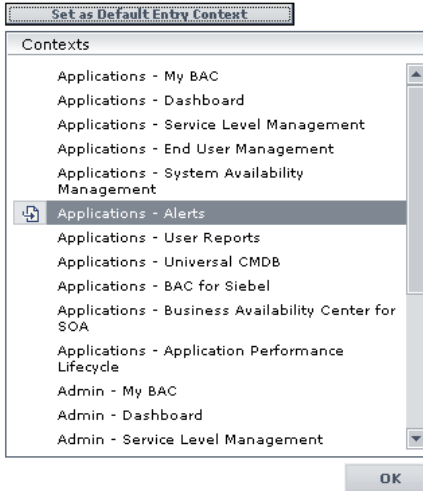 Set as Default Entry Context
Contexts
Applications - My BAC
Applications - Dashboard
Applications - Service Level Management
Applications - End User Management
Applications - System Availability
Management
Applications - Alerts
Applications - User Reports
Applications - Universal CMDB
Applications - BAC for Siebel
Applications - Business Availability Center for
SOA
Applications - Application Performance
Lifecycle
Admin - My BAC
Admin - Dashboard
Admin - Service Level Management
OK